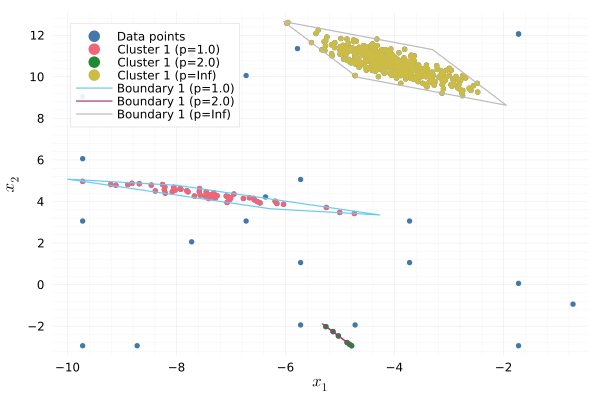 12
10
8
6
4
2
0
−2
x₂
Data points
Cluster 1 (p=1.0)
Cluster 1 (p=2.0)
Cluster 1 (p=Inf)
Boundary 1 (p=1.0)
Boundary 1 (p=2.0)
Boundary 1 (p=Inf)
−10 −8 −6 −4 −2
x₁